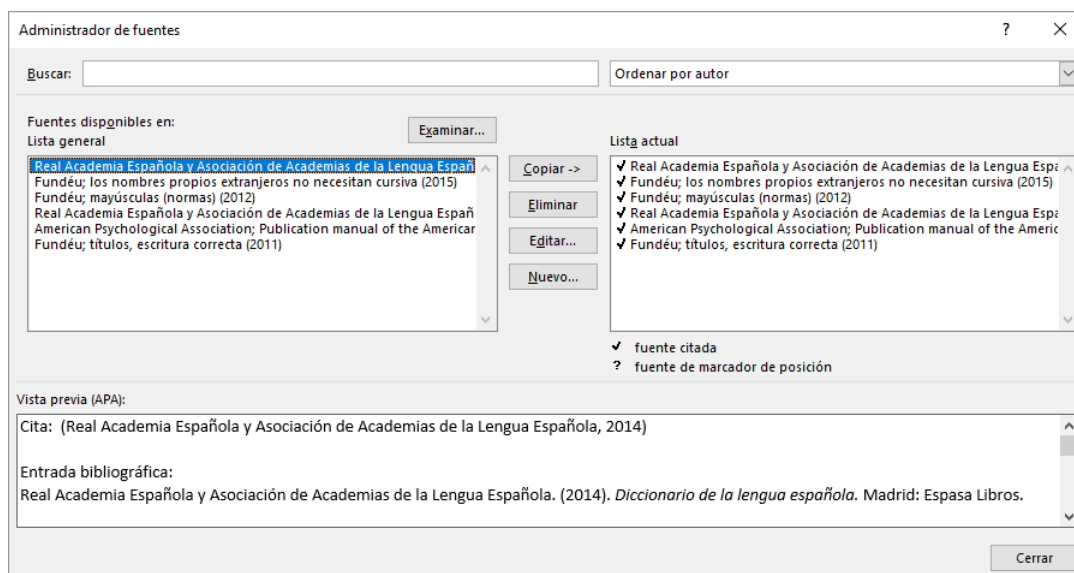 Administrador de fuentes
?
Buscar:
Ordenar por autor
Fuentes disponibles en:
Lista general
Examinar...
Real Academia Española y Asociación de Academias de la Lengua Españ
Fundéu; los nombres propios extranjeros no necesitan cursiva (2015)
Fundéu; mayúsculas (normas) (2012)
Real Academia Española y Asociación de Academias de la Lengua Españ
American Psychological Association; Publication manual of the American
Fundéu; títulos, escritura correcta (2011)
Copiar ->
Eliminar
Editar...
Nuevo...
Lista actual
✓ Real Academia Española y Asociación de Academias de la Lengua Espa
✓ Fundéu; los nombres propios extranjeros no necesitan cursiva (2015)
✓ Fundéu; mayúsculas (normas) (2012)
✓ Real Academia Española y Asociación de Academias de la Lengua Espa
✓ American Psychological Association; Publication manual of the Americ
✓ Fundéu; títulos, escritura correcta (2011)
✓ fuente citada
? fuente de marcador de posición
Vista previa (APA):
Cita: (Real Academia Española y Asociación de Academias de la Lengua Española, 2014)
Entrada bibliográfica:
Real Academia Española y Asociación de Academias de la Lengua Española. (2014). Diccionario de la lengua española. Madrid: Espasa Libros.
Cerrar